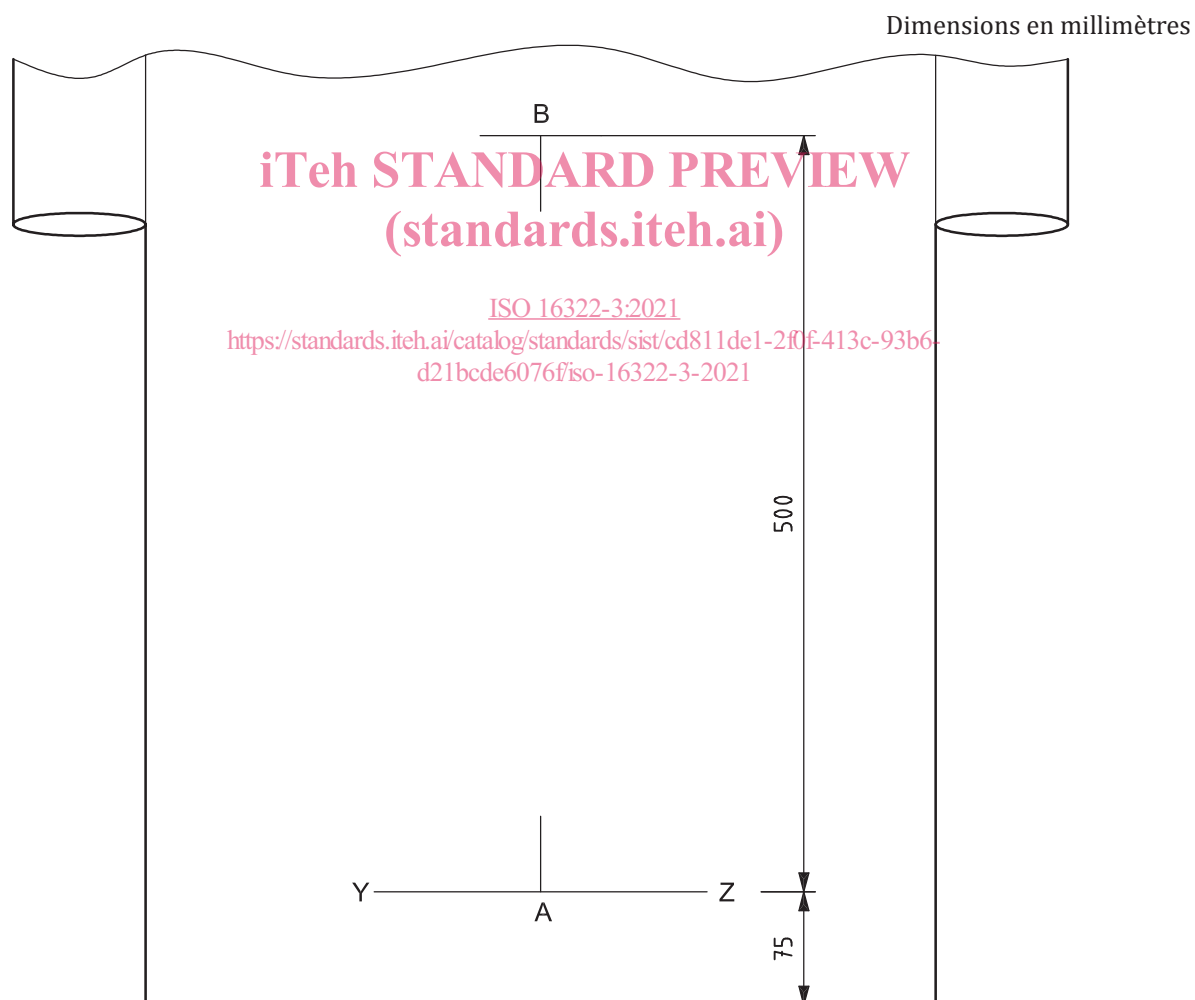 Dimensions en millimètres
B
iTeh STANDARD PREVIEW
(standards.iteh.ai)
ISO 16322-3:2021
https://standards.iteh.ai/catalog/standards/sist/cd811de1-2f0f-413c-93b6-
d21bcde6076f/iso-16322-3-2021
500
Y
Z
A
75